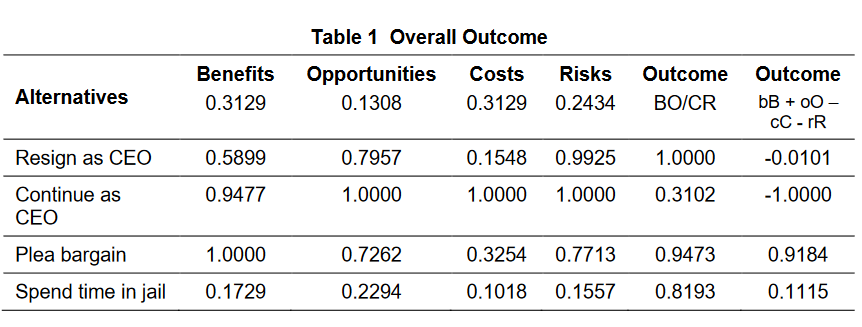 Table 1 Overall Outcome
Alternatives Benefits Opportunities Costs Risks Outcome Outcome
0.3129 0.1308 0.3129 0.2434 BO/CR bB + oO –
cC - rR
Resign as CEO 0.5899 0.7957 0.1548 0.9925 1.0000 -0.0101
Continue as 0.9477 1.0000 1.0000 1.0000 0.3102 -1.0000
CEO
Plea bargain 1.0000 0.7262 0.3254 0.7713 0.9473 0.9184
Spend time in jail 0.1729 0.2294 0.1018 0.1557 0.8193 0.1115